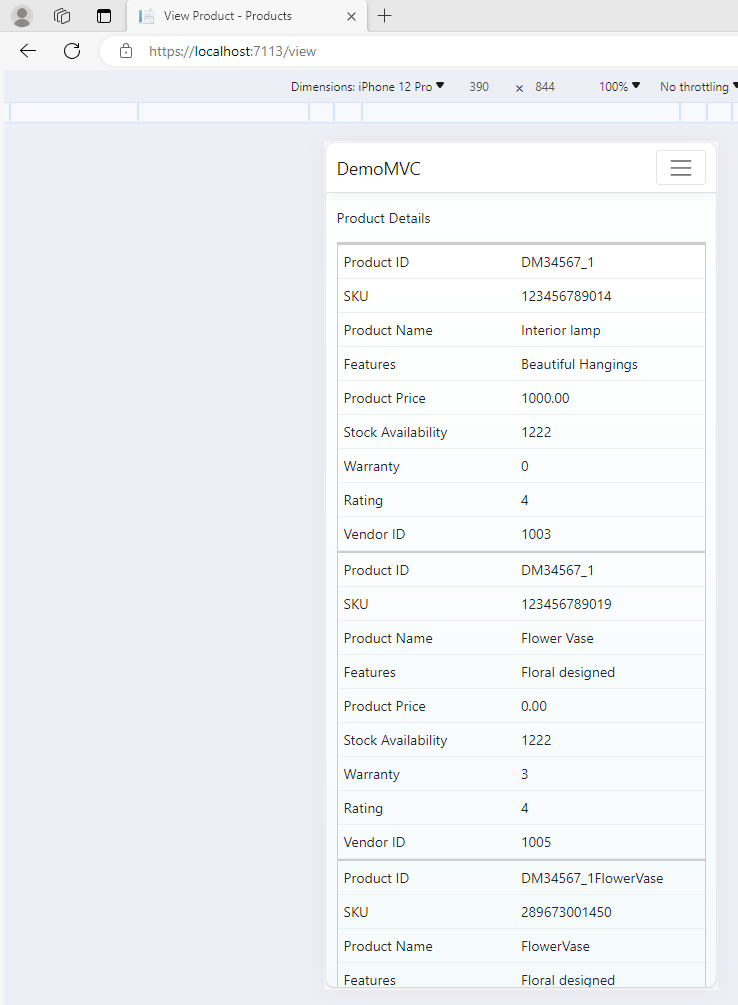 View Product - Products
https://localhost:7113/view
Dimensions: iPhone 12 Pro 390 x 844 100% No throttling
DemoMVC
Product Details
Product ID DM34567_1
SKU 123456789014
Product Name Interior lamp
Features Beautiful Hangings
Product Price 1000.00
Stock Availability 1222
Warranty 0
Rating 4
Vendor ID 1003
Product ID DM34567_1
SKU 123456789019
Product Name Flower Vase
Features Floral designed
Product Price 0.00
Stock Availability 1222
Warranty 3
Rating 4
Vendor ID 1005
Product ID DM34567_1FlowerVase
SKU 289673001450
Product Name FlowerVase
Features Floral designed